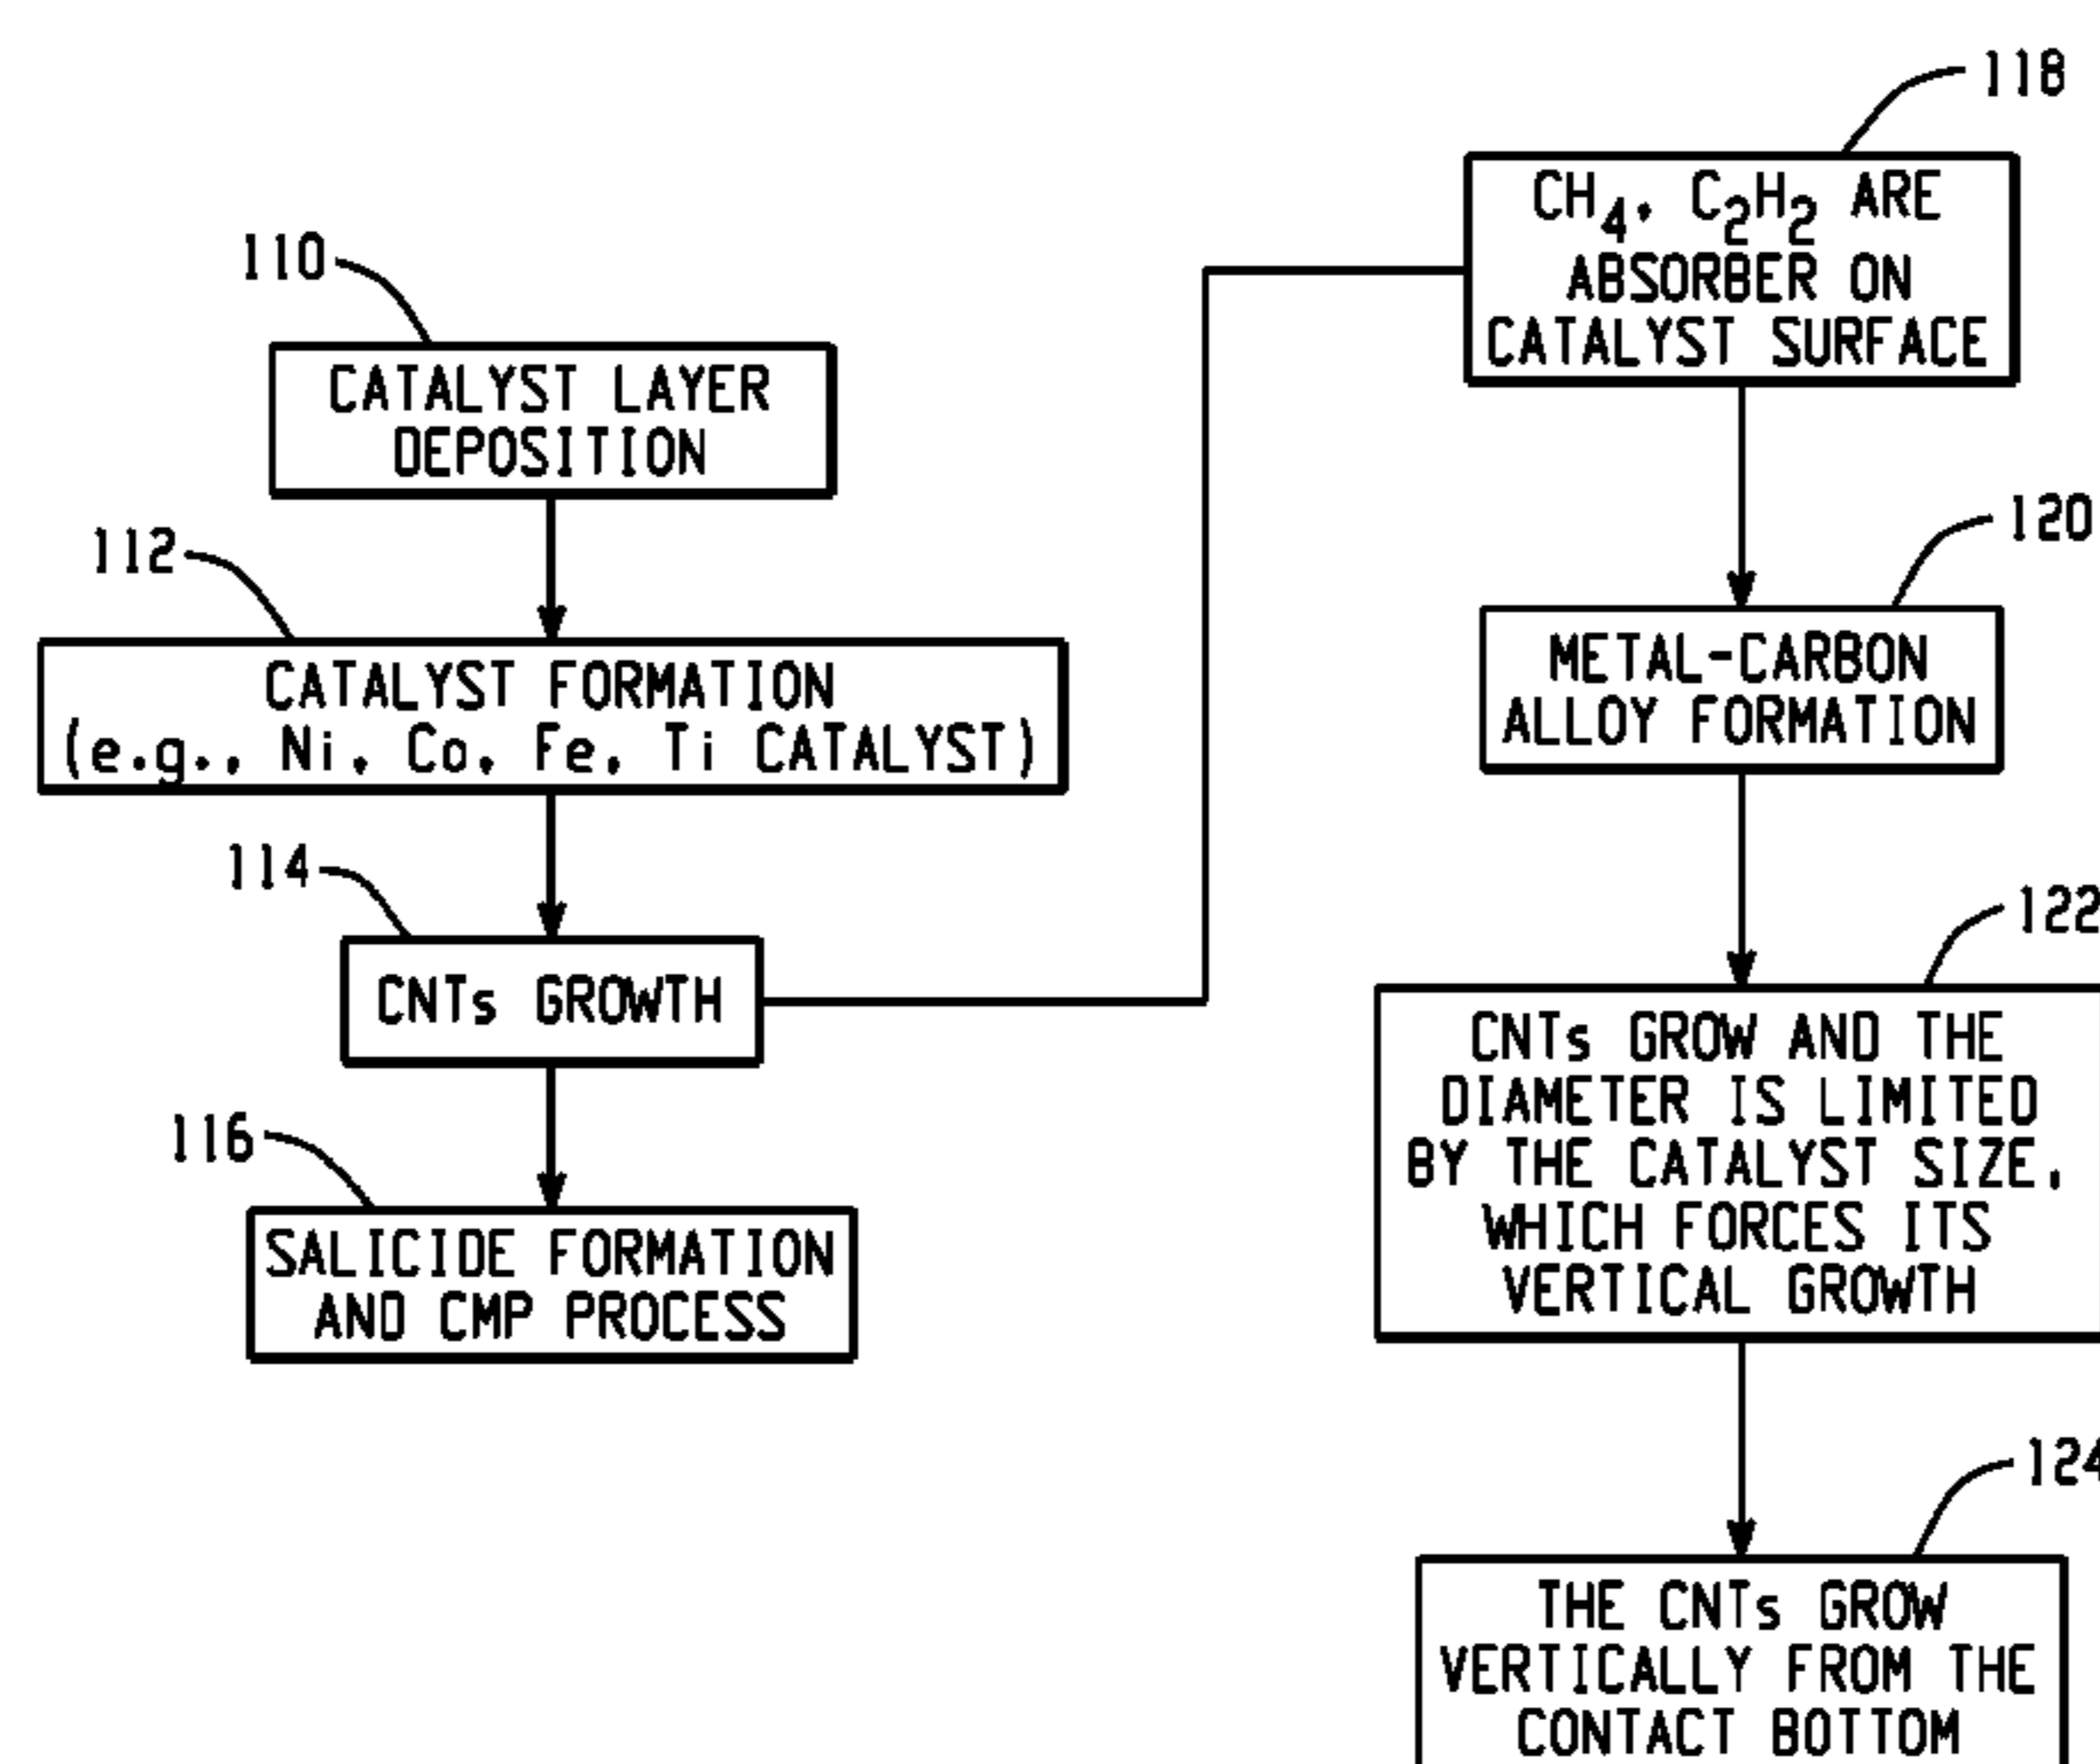 110
CATALYST LAYER
DEPOSITION
112
CATALYST FORMATION
(e.g., Ni, Co, Fe, Ti CATALYST)
114
CNTs GROWTH
116
SALICIDE FORMATION
AND CMP PROCESS
118
CH4, C2H2 ARE
ABSORBER ON
CATALYST SURFACE
120
METAL-CARBON
ALLOY FORMATION
122
CNTs GROW AND THE
DIAMETER IS LIMITED
BY THE CATALYST SIZE,
WHICH FORCES ITS
VERTICAL GROWTH
124
THE CNTs GROW
VERTICALLY FROM THE
CONTACT BOTTOM